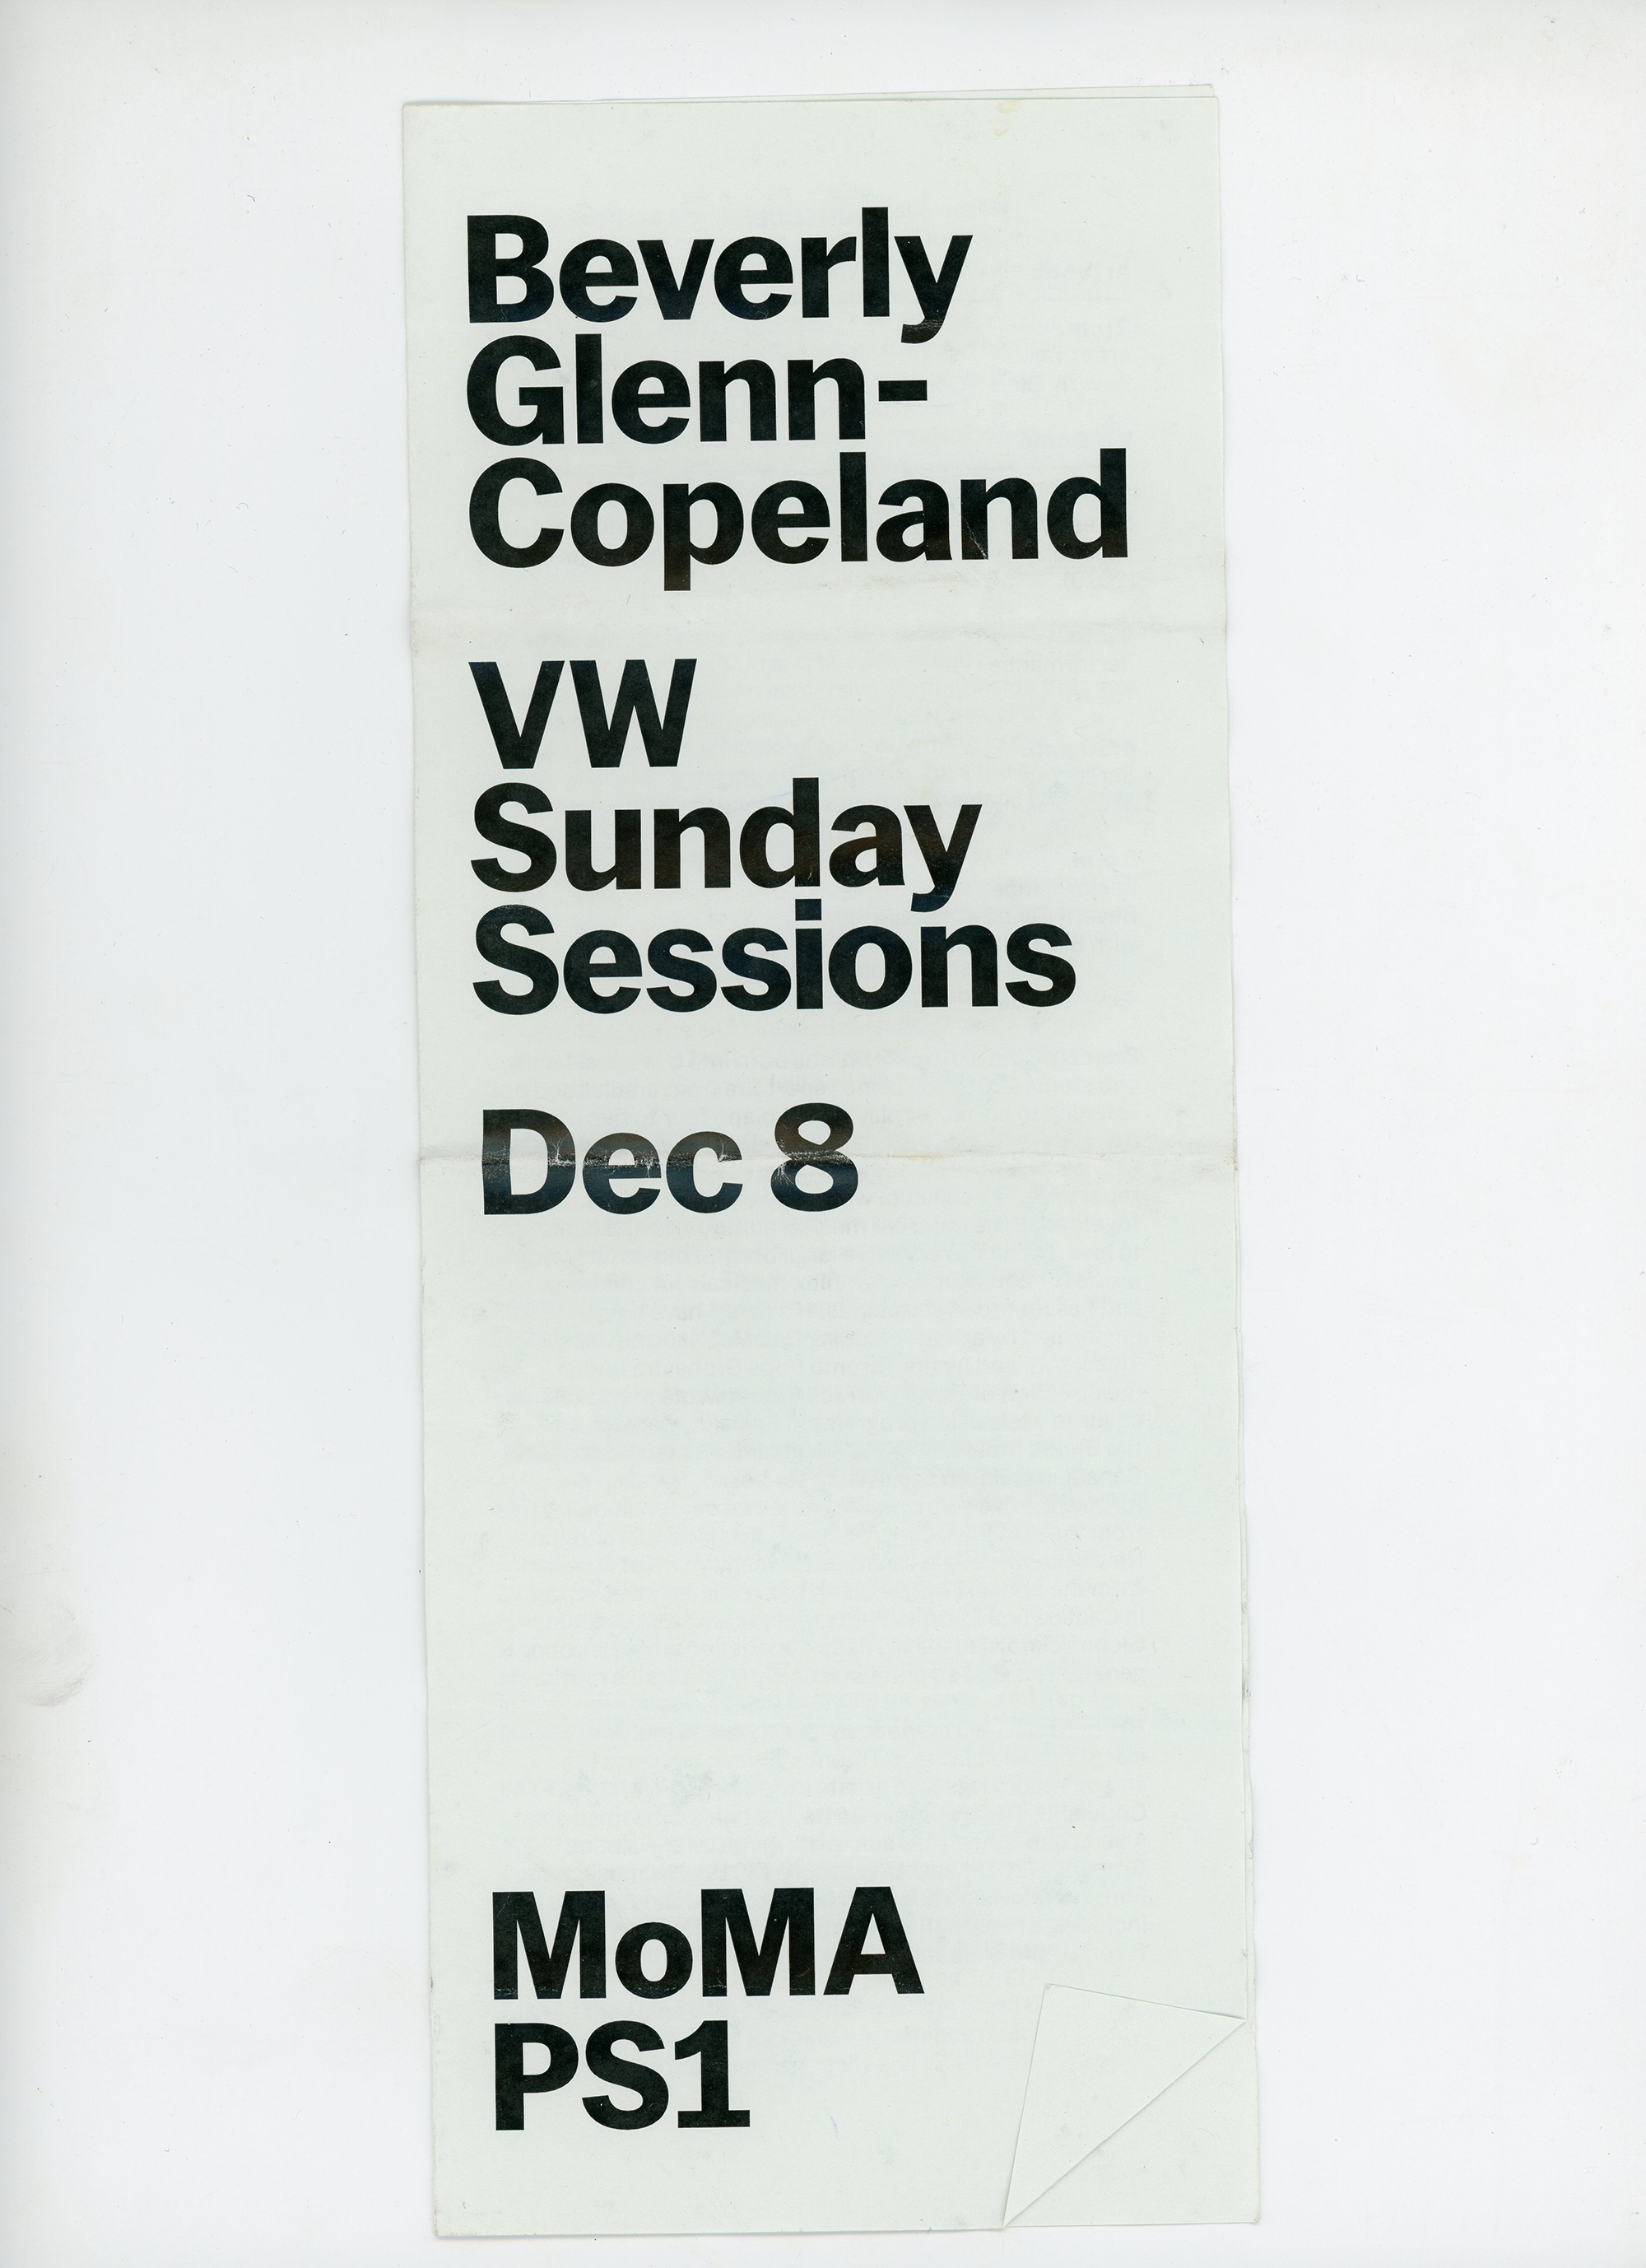 Beverly
Glenn-
Copeland
VW
Sunday
Sessions
Dec 8
MoMA
PS1